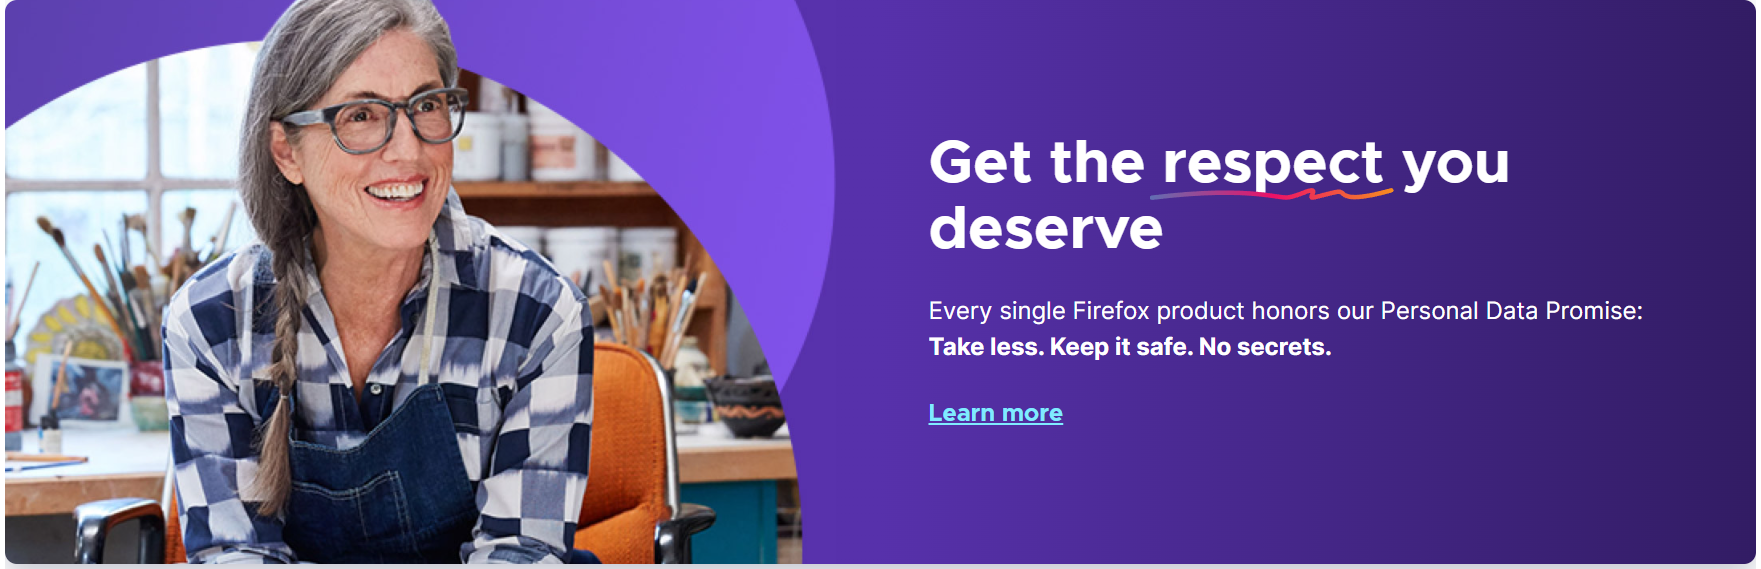 Get the respect you
deserve
Every single Firefox product honors our Personal Data Promise:
Take less. Keep it safe. No secrets.
Learn more